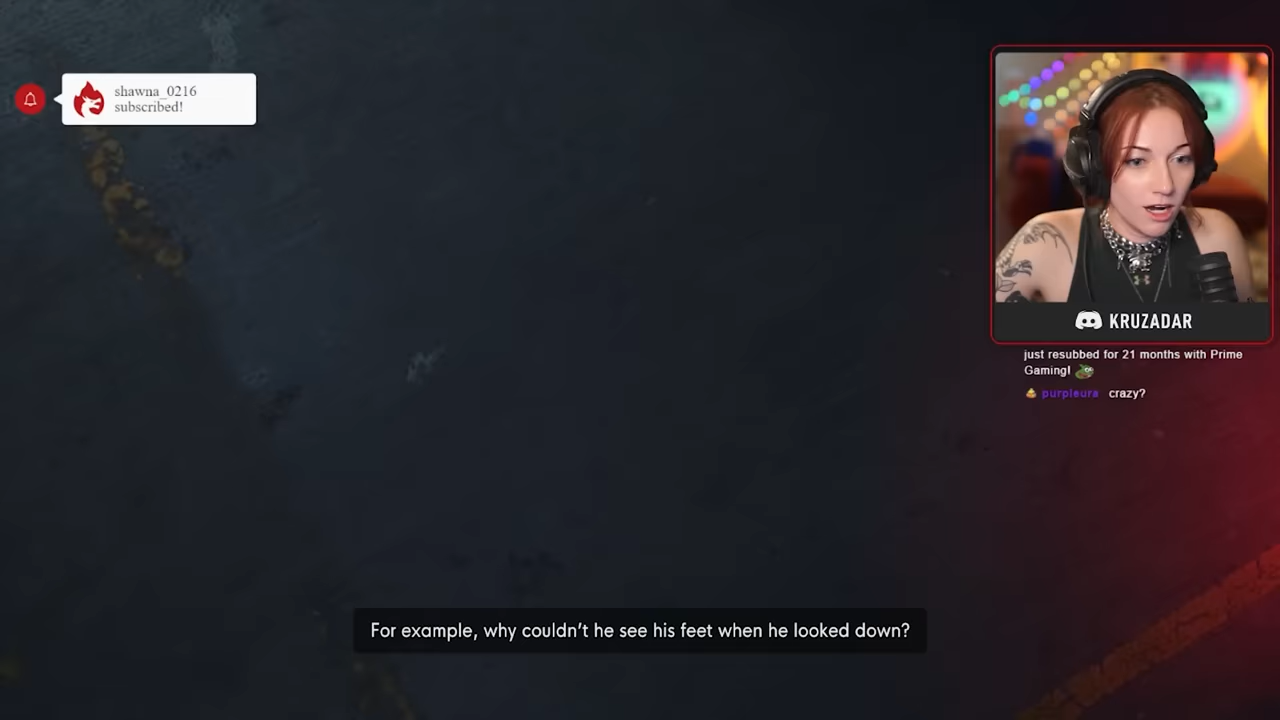 shawna_0216
subscribed!
KRUZADAR
just resubbed for 21 months with Prime
Gaming!
purpleura crazy?
For example, why couldn't he see his feet when he looked down?